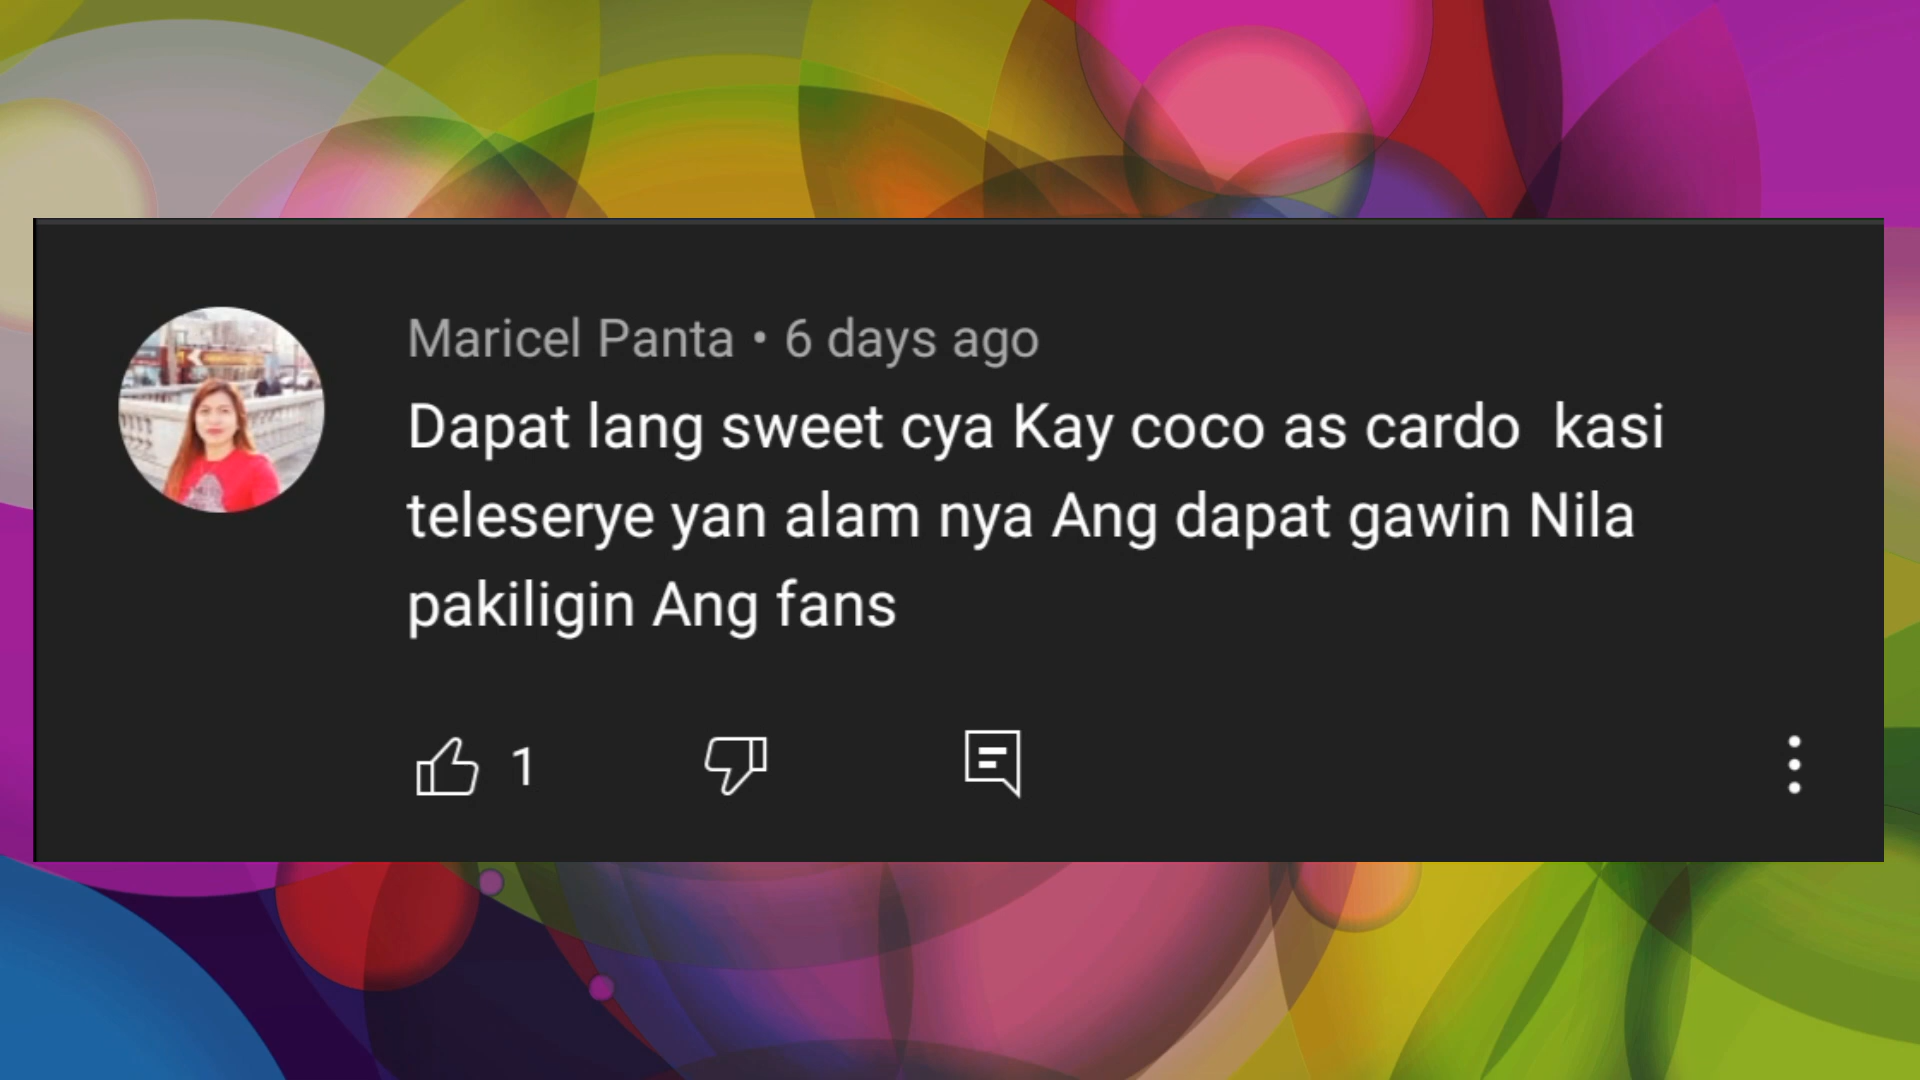 Maricel Panta • 6 days ago
Dapat lang sweet cya Kay coco as cardo  kasi
teleserye yan alam nya Ang dapat gawin Nila
pakiligin Ang fans
1